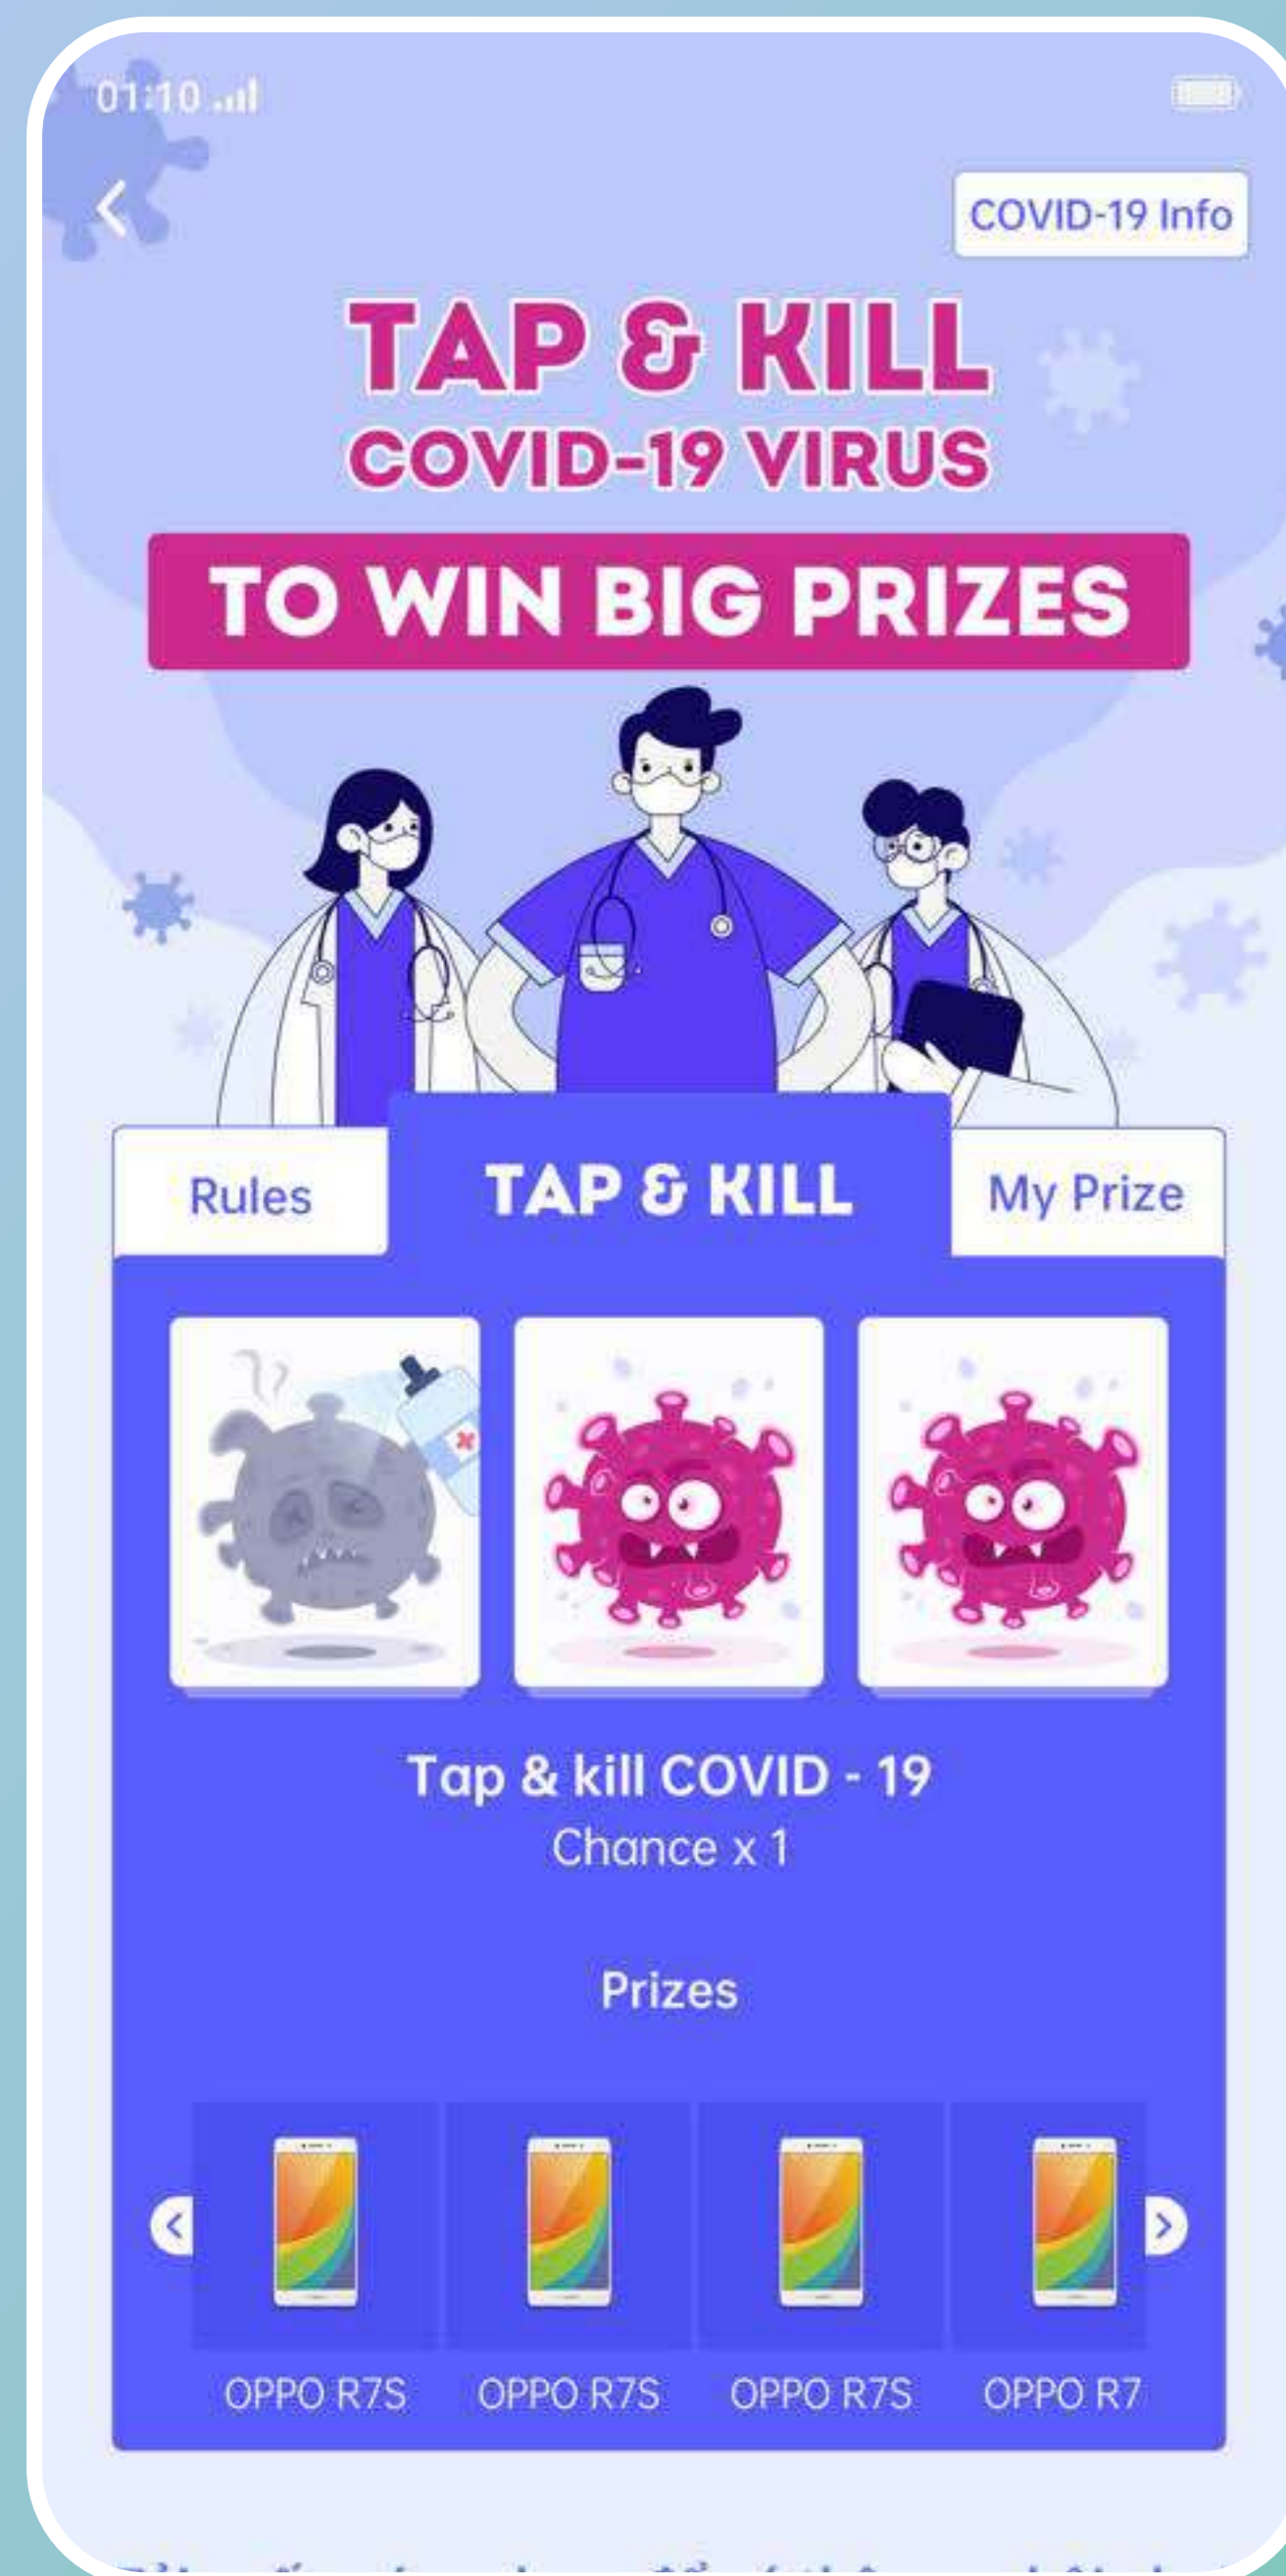 01:10
COVID-19 Info
TAP & KILL
COVID-19 VIRUS
TO WIN BIG PRIZES
Rules
TAP & KILL
My Prize
Tap & kill COVID - 19
Chance x 1
Prizes
OPPO R7S OPPO R7S OPPO R7S OPPO R7